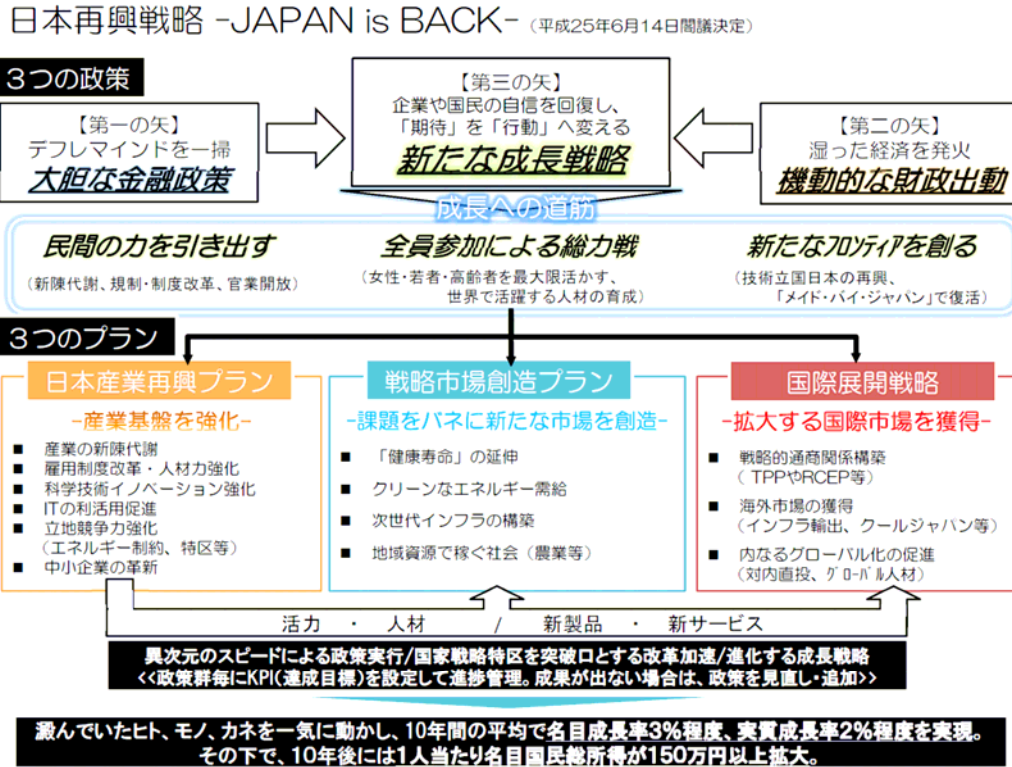 日本再興戦略 -JAPAN is BACK- (平成25年6月14日閣議決定)
3つの政策
【第一の矢】
デフレマインドを一掃
大胆な金融政策
【第三の矢】
企業や国民の自信を回復し、
「期待」を「行動」へ変える
新たな成長戦略
【第二の矢】
湿った経済を発火
機動的な財政出動
成長への道筋
民間の力を引き出す
(新陳代謝、規制・制度改革、官業開放)
全員参加による総力戦
(女性・若者・高齢者を最大限活かす、
世界で活躍する人材の育成)
新たなフロンティアを創る
(技術立国日本の再興、
「メイド・バイ・ジャパン」で復活)
3つのプラン
日本産業再興プラン
-産業基盤を強化-
■ 産業の新陳代謝
■ 雇用制度改革・人材力強化
■ 科学技術イノベーション強化
■ ITの利活用促進
■ 立地競争力強化
(エネルギー制約、特区等)
■ 中小企業の革新
戦略市場創造プラン
-課題をバネに新たな市場を創造-
■ 「健康寿命」の延伸
■ クリーンなエネルギー需給
■ 次世代インフラの構築
■ 地域資源で稼ぐ社会(農業等)
国際展開戦略
-拡大する国際市場を獲得-
■ 戦略的通商関係構築
( TPPやRCEP等)
■ 海外市場の獲得
(インフラ輸出、クールジャパン等)
■ 内なるグローバル化の促進
(対内直投、グローバル人材)
活力 ・ 人材 / 新製品 ・ 新サービス
異次元のスピードによる政策実行/国家戦略特区を突破口とする改革加速/進化する成長戦略
<<政策群毎にKPI(達成目標)を設定して進捗管理。成果が出ない場合は、政策を見直し・追加>>
澱んでいたヒト、モノ、カネを一気に動かし、10年間の平均で名目成長率3%程度、実質成長率2%程度を実現。
その下で、10年後には1人当たり名目国民総所得が150万円以上拡大。